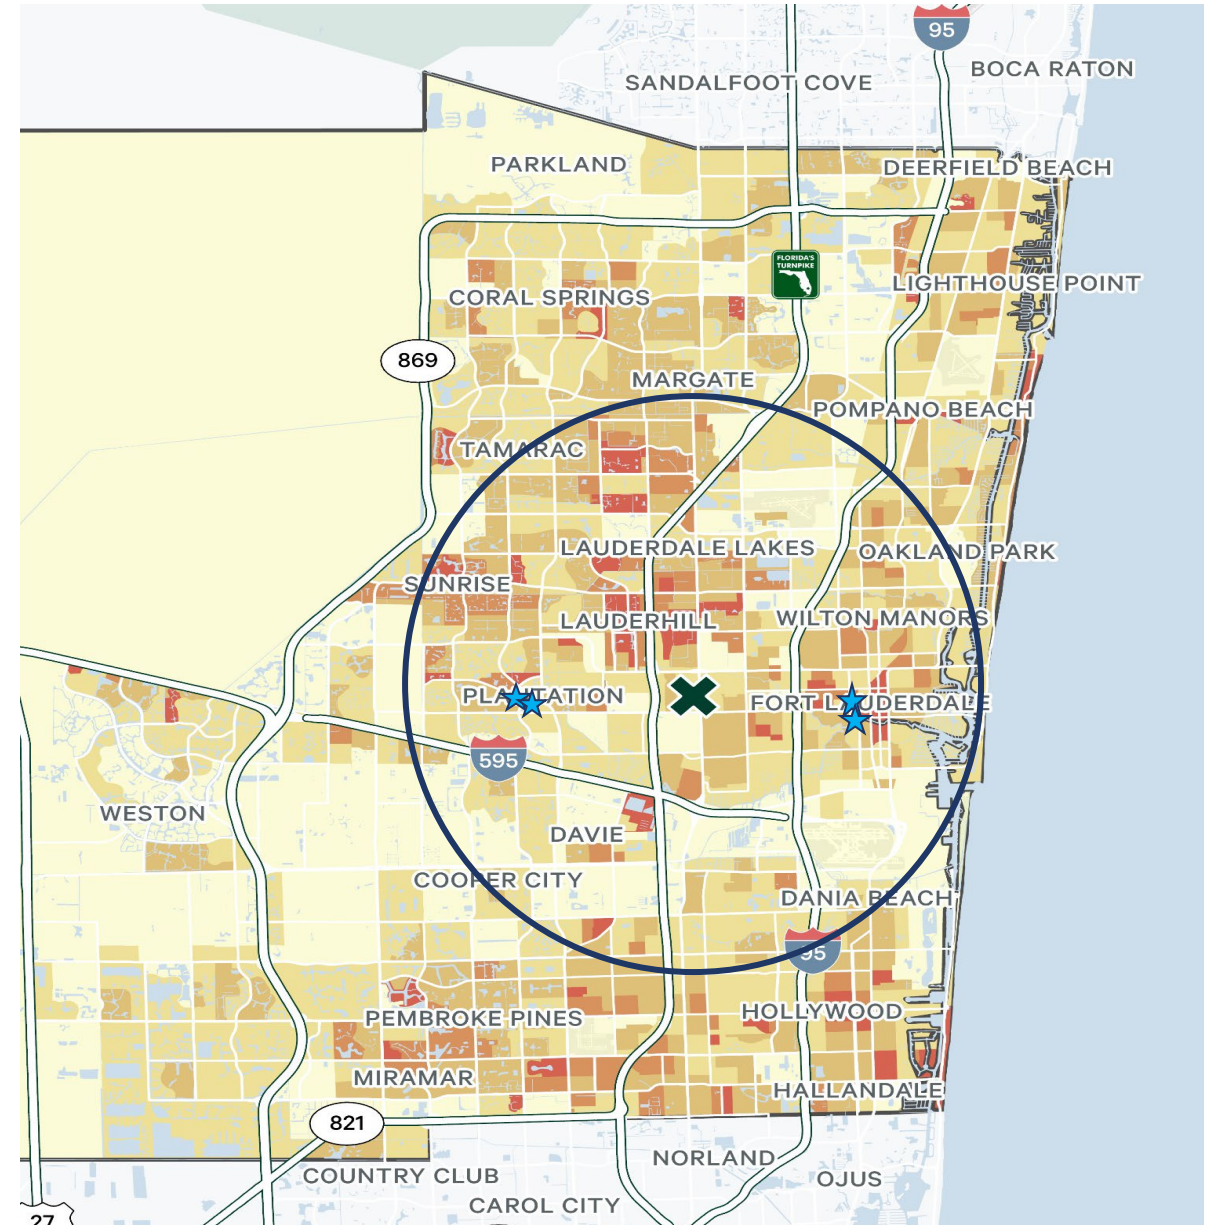 95
BOCA RATON
SANDALFOOT COVE
PARKLAND
DEERFIELD BEACH
FLORIDA'S
TURNPIKE
LIGHTHOUSE POINT
CORAL SPRINGS
869
MARGATE
POMPANO BEACH
TAMARAC
LAUDERDALE LAKES
OAKLAND PARK
SUNRISE
LAUDERHILL
WILTON MANORS
PLANTATION
FORT LAUDERDALE
595
WESTON
DAVIE
COOPER CITY
DANIA BEACH
95
HOLLYWOOD
PEMBROKE PINES
MIRAMAR
HALLANDALE
821
NORLAND
COUNTRY CLUB
OJUS
CAROL CITY
27